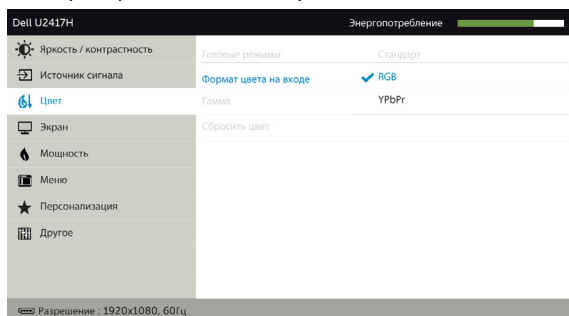 Dell U2417H Энергопотребление
Яркость / контрастность
Готовые режимы Стандарт
Источник сигнала
Формат цвета на входе RGB
Цвет
Гамма YPbPr
Экран
Сбросить цвет
Мощность
Меню
Персонализация
Другое
Разрешение : 1920x1080, 60Гц